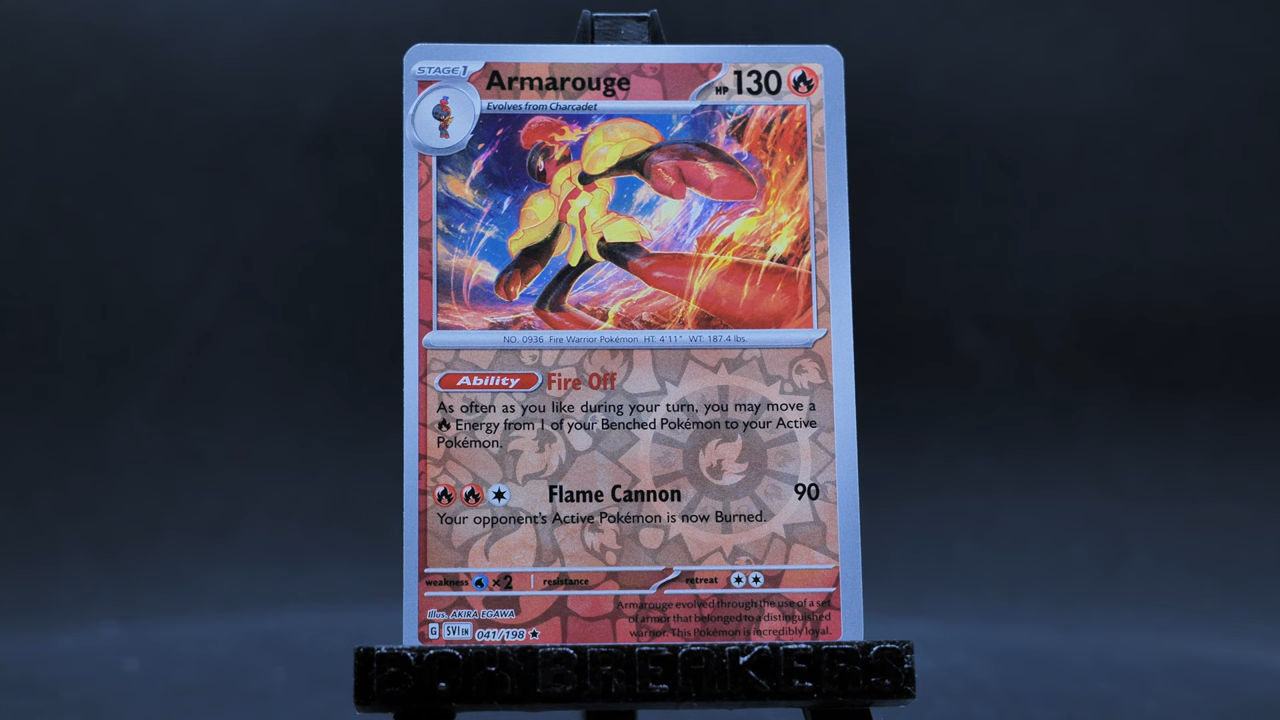 STAGE 1 Armarouge HP 130
Evolves from Charcadet
NO. 0936 Fire Warrior Pokémon HT: 4'11" WT: 187.4 lbs.
Ability Fire Off
As often as you like during your turn, you may move a
Energy from 1 of your Benched Pokémon to your Active
Pokémon.
Flame Cannon 90
Your opponent's Active Pokémon is now Burned.
weakness ×2 resistance retreat
Illus. AKIRA EGAWA
G SVI EN 041/198
Armarouge evolved through the use of a set
of armor that belonged to a distinguished
warrior. This Pokémon is incredibly loyal.
BOXBREAKERS